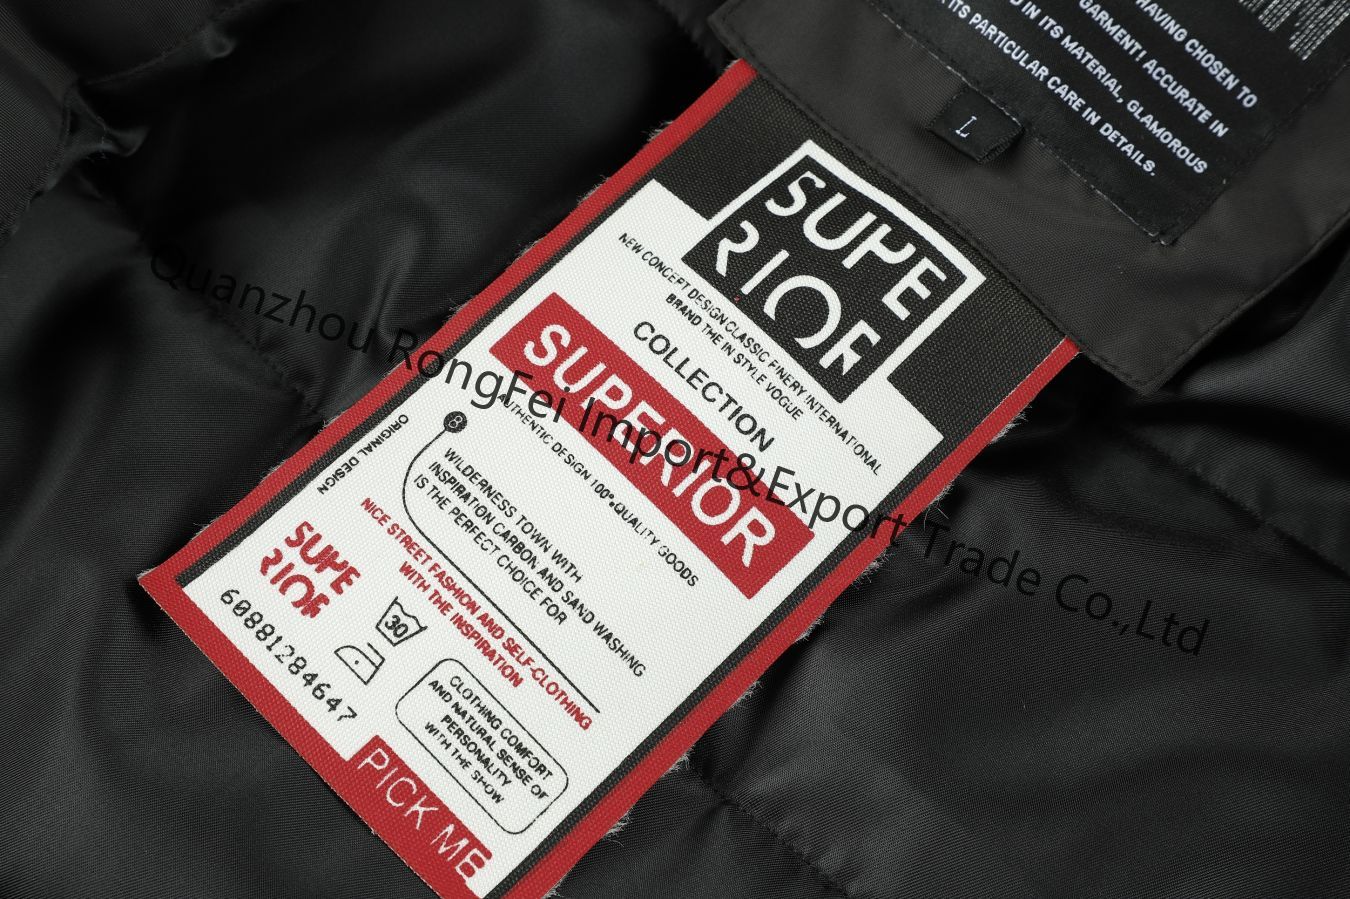 HAVING CHOSEN TO
GARMENT! ACCURATE IN
D IN ITS MATERIAL, GLAMOROUS
ITS PARTICULAR CARE IN DETAILS.
L
SUPE
RIOR
NEW CONCEPT DESIGN CLASSIC FINERY INTERNATIONAL
BRAND THE IN STYLE VOGUE
COLLECTION
SUPERIOR
AUTHENTIC DESIGN 100% QUALITY GOODS
8
WILDERNESS TOWN WITH
INSPIRATION CARBON AND SAND WASHING
IS THE PERFECT CHOICE FOR
ORIGINAL DESIGN
NICE STREET FASHION AND SELF-CLOTHING
WITH THE INSPIRATION
SUPE
RIOR
30
60881284647
CLOTHING COMFORT
AND NATURAL SENSE OF
PERSONALITY
WITH THE SHOW
PICK ME
Quanzhou RongFei Import&Export Trade Co.,Ltd